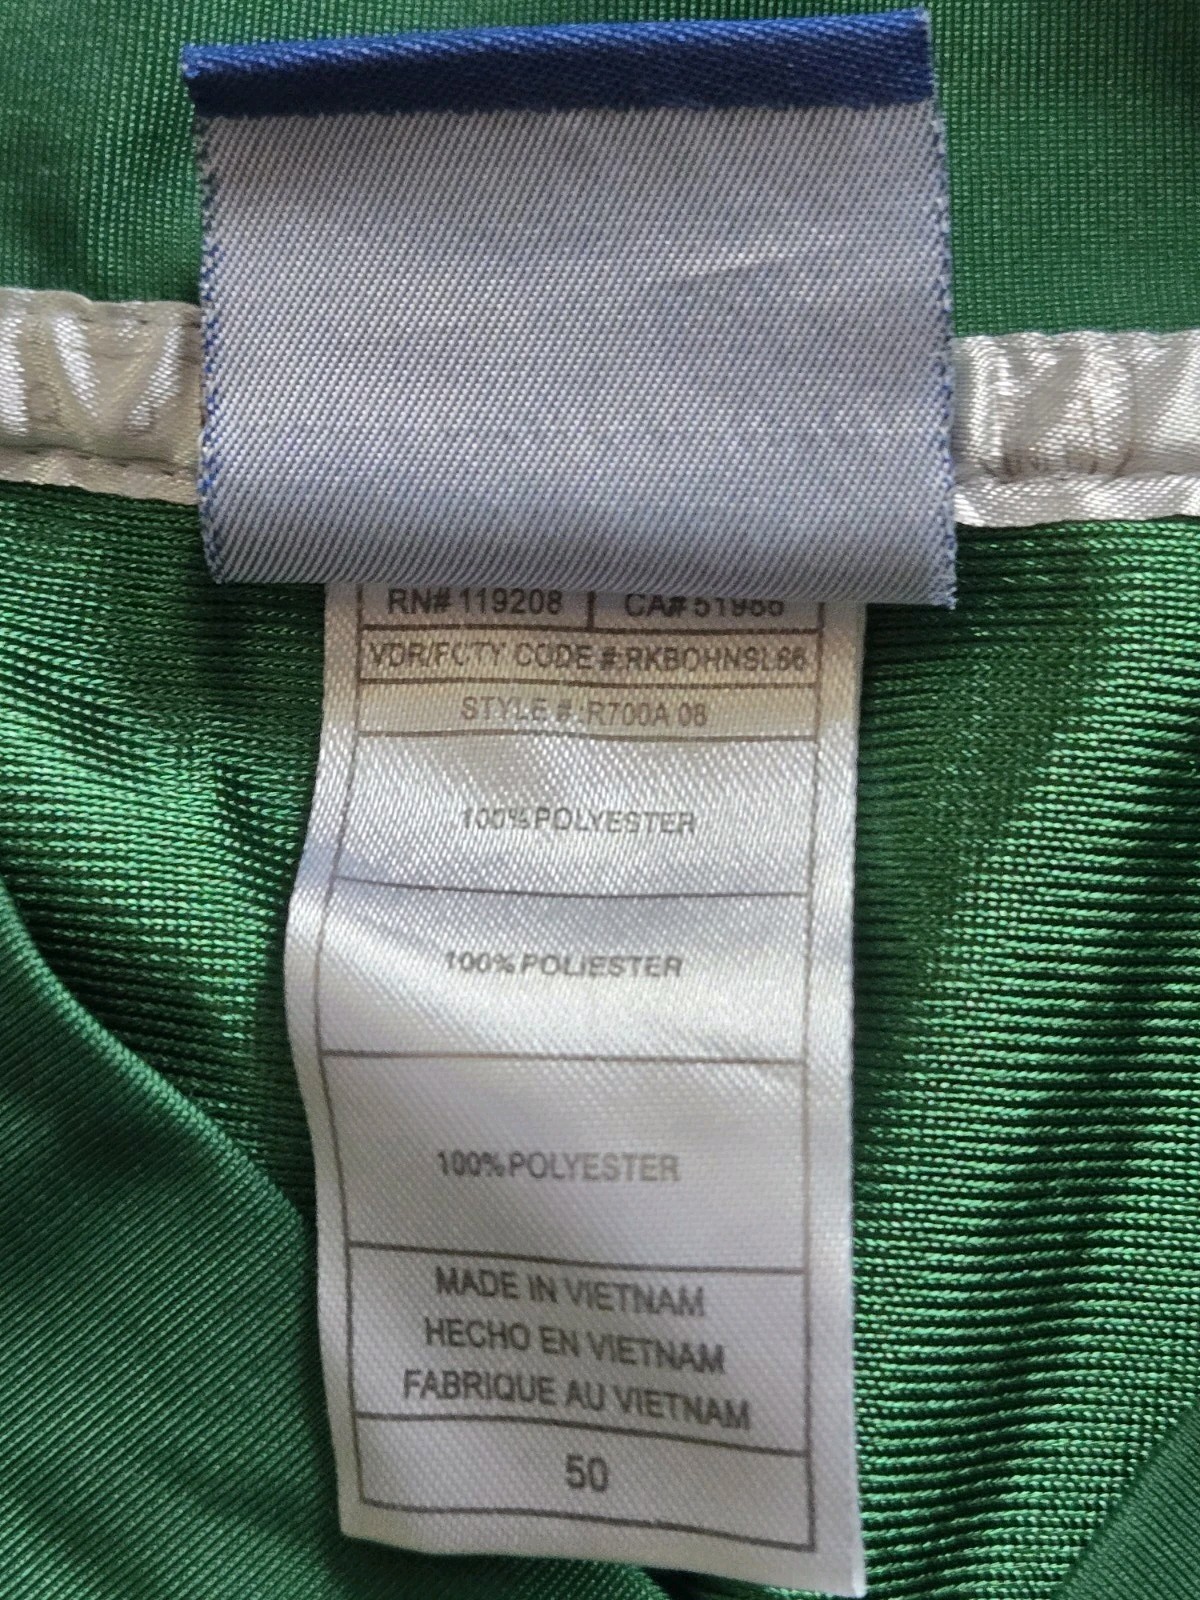 RN# 119208 CA# 51986
VDR/FCTY CODE #:RKBOHNSL66
STYLE #:R700A 08
100%POLYESTER
100%POLIESTER
100%POLYESTER
MADE IN VIETNAM
HECHO EN VIETNAM
FABRIQUE AU VIETNAM
50